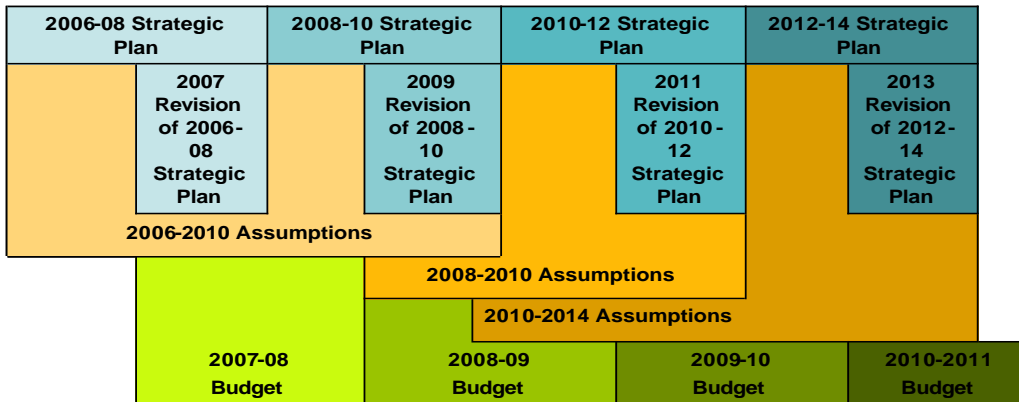 2006-08 Strategic
Plan
2008-10 Strategic
Plan
2010-12 Strategic
Plan
2012-14 Strategic
Plan
2007
Revision
of 2006-
08
Strategic
Plan
2009
Revision
of 2008-
10
Strategic
Plan
2011
Revision
of 2010-
12
Strategic
Plan
2013
Revision
of 2012-
14
Strategic
Plan
2006-2010 Assumptions
2008-2010 Assumptions
2010-2014 Assumptions
2007-08
Budget
2008-09
Budget
2009-10
Budget
2010-2011
Budget